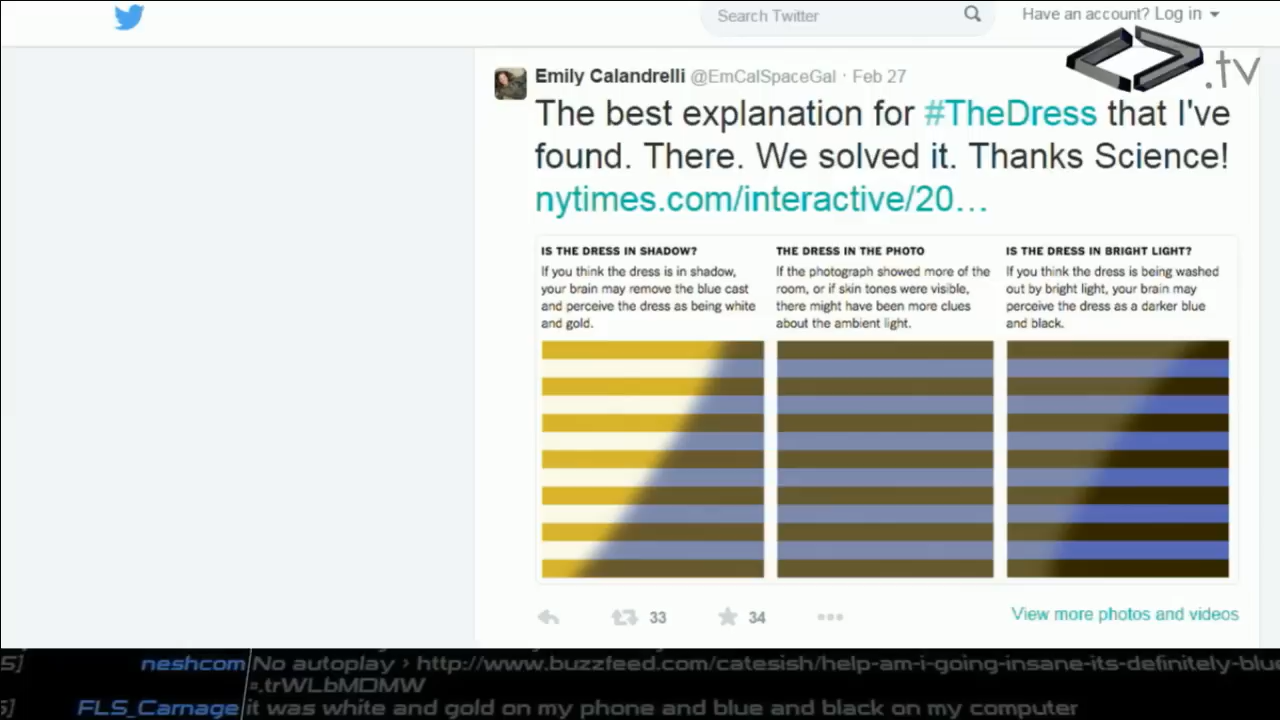 Search Twitter
Have an account? Log in
.tv
Emily Calandrelli @EmCalSpaceGal · Feb 27
The best explanation for #TheDress that I've
found. There. We solved it. Thanks Science!
nytimes.com/interactive/20…
IS THE DRESS IN SHADOW?
If you think the dress is in shadow,
your brain may remove the blue cast
and perceive the dress as being white
and gold.
THE DRESS IN THE PHOTO
If the photograph showed more of the
room, or if skin tones were visible,
there might have been more clues
about the ambient light.
IS THE DRESS IN BRIGHT LIGHT?
If you think the dress is being washed
out by bright light, your brain may
perceive the dress as a darker blue
and black.
33
34
View more photos and videos
5] neshcom No autoplay > http://www.buzzfeed.com/catesish/help-am-i-going-insane-its-definitely-blue
=.trWLbMDMW
5] FLS_Carnage it was white and gold on my phone and blue and black on my computer